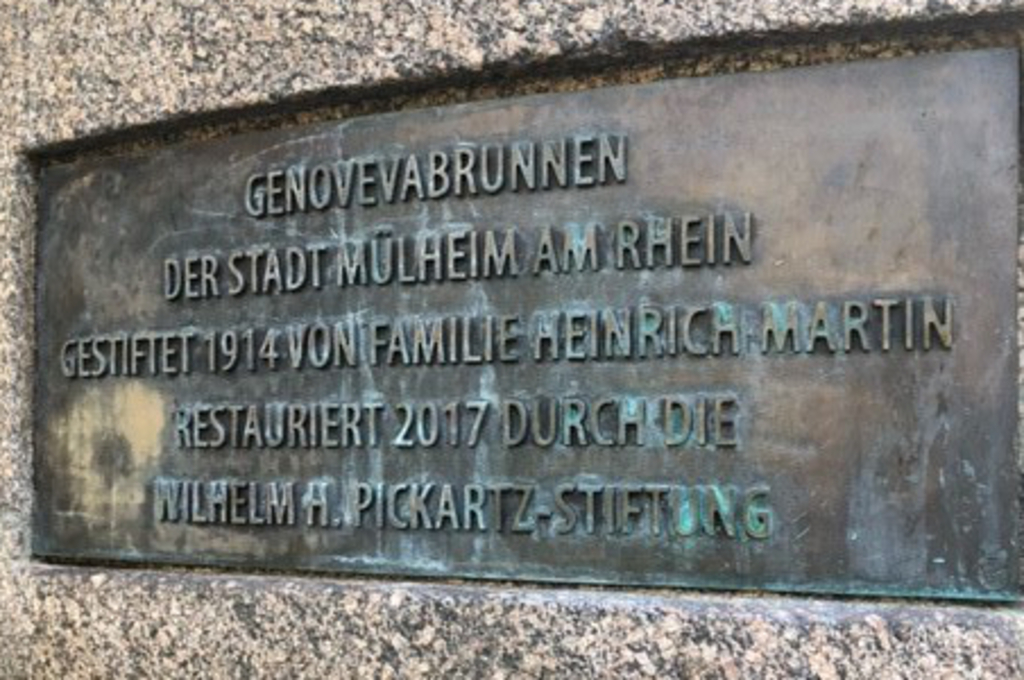 GENOVEVABRUNNEN
DER STADT MÜLHEIM AM RHEIN
GESTIFTET 1914 VON FAMILIE HEINRICH MARTIN
RESTAURIERT 2017 DURCH DIE
WILHELM H. PICKARTZ-STIFTUNG